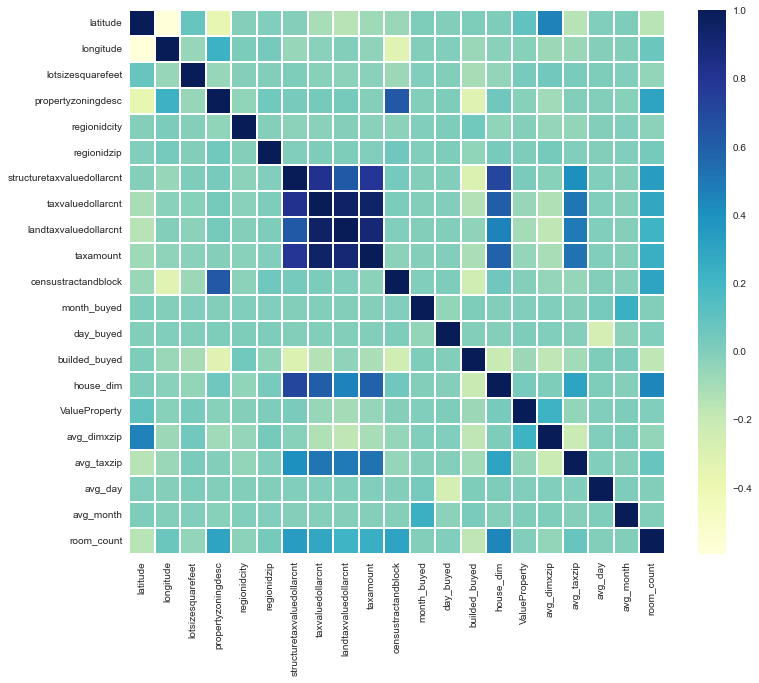 latitude
longitude
lotsizesquarefeet
propertyzoningdesc
regionidcity
regionidzip
structuretaxvaluedollarcnt
taxvaluedollarcnt
landtaxvaluedollarcnt
taxamount
censustractandblock
month_buyed
day_buyed
builded_buyed
house_dim
ValueProperty
avg_dimxzip
avg_taxzip
avg_day
avg_month
room_count
latitude
longitude
lotsizesquarefeet
propertyzoningdesc
regionidcity
regionidzip
structuretaxvaluedollarcnt
taxvaluedollarcnt
landtaxvaluedollarcnt
taxamount
censustractandblock
month_buyed
day_buyed
builded_buyed
house_dim
ValueProperty
avg_dimxzip
avg_taxzip
avg_day
avg_month
room_count
1.0
0.8
0.6
0.4
0.2
0.0
−0.2
−0.4